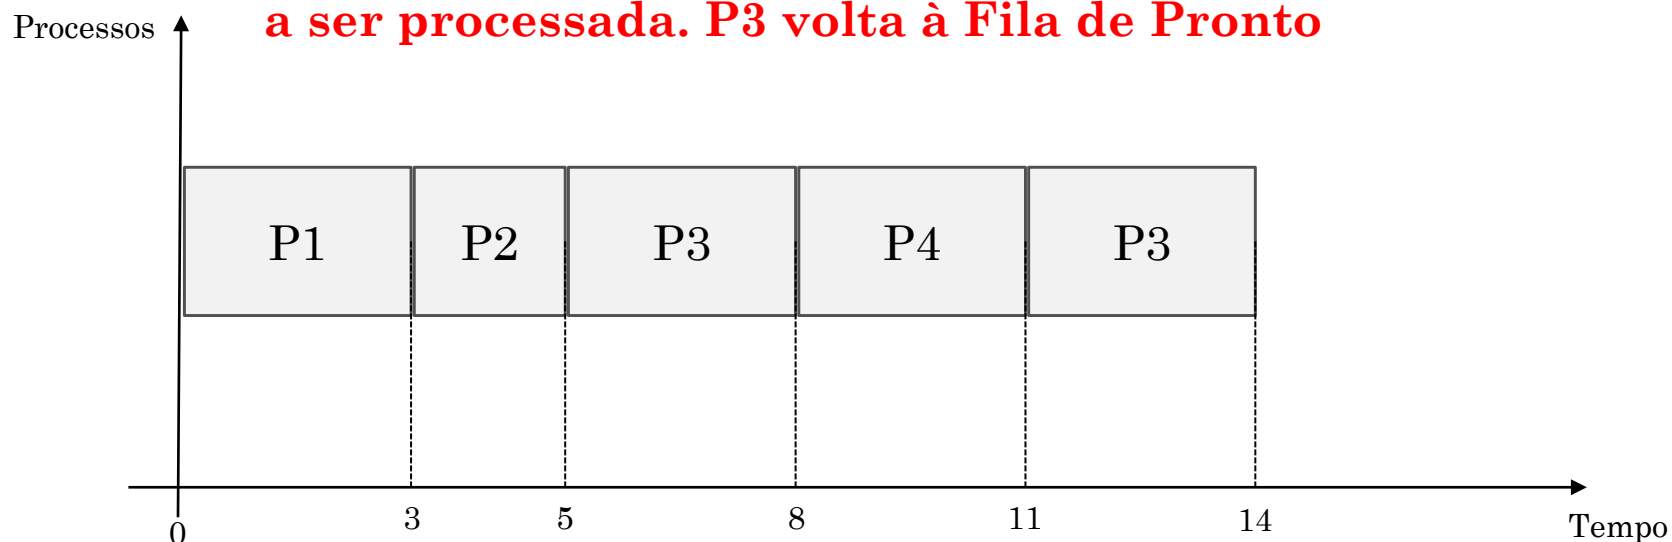 a ser processada. P3 volta à Fila de Pronto
Processos
P1 P2 P3 P4 P3
0 3 5 8 11 14
Tempo